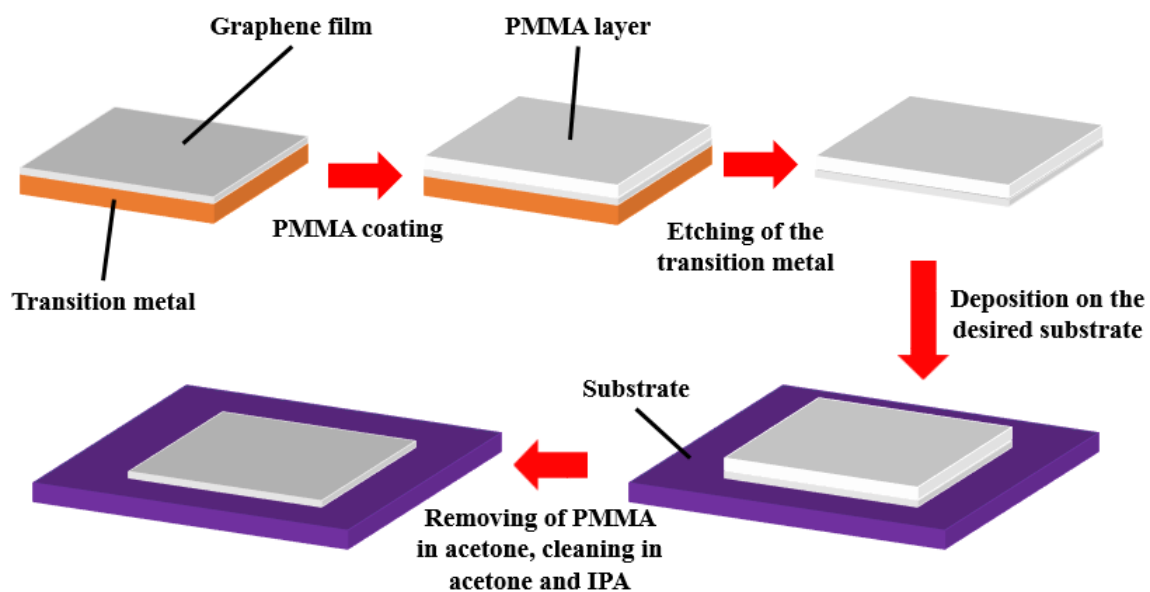 Graphene film
PMMA layer
PMMA coating
Etching of the
transition metal
Transition metal
Deposition on the
desired substrate
Substrate
Removing of PMMA
in acetone, cleaning in
acetone and IPA